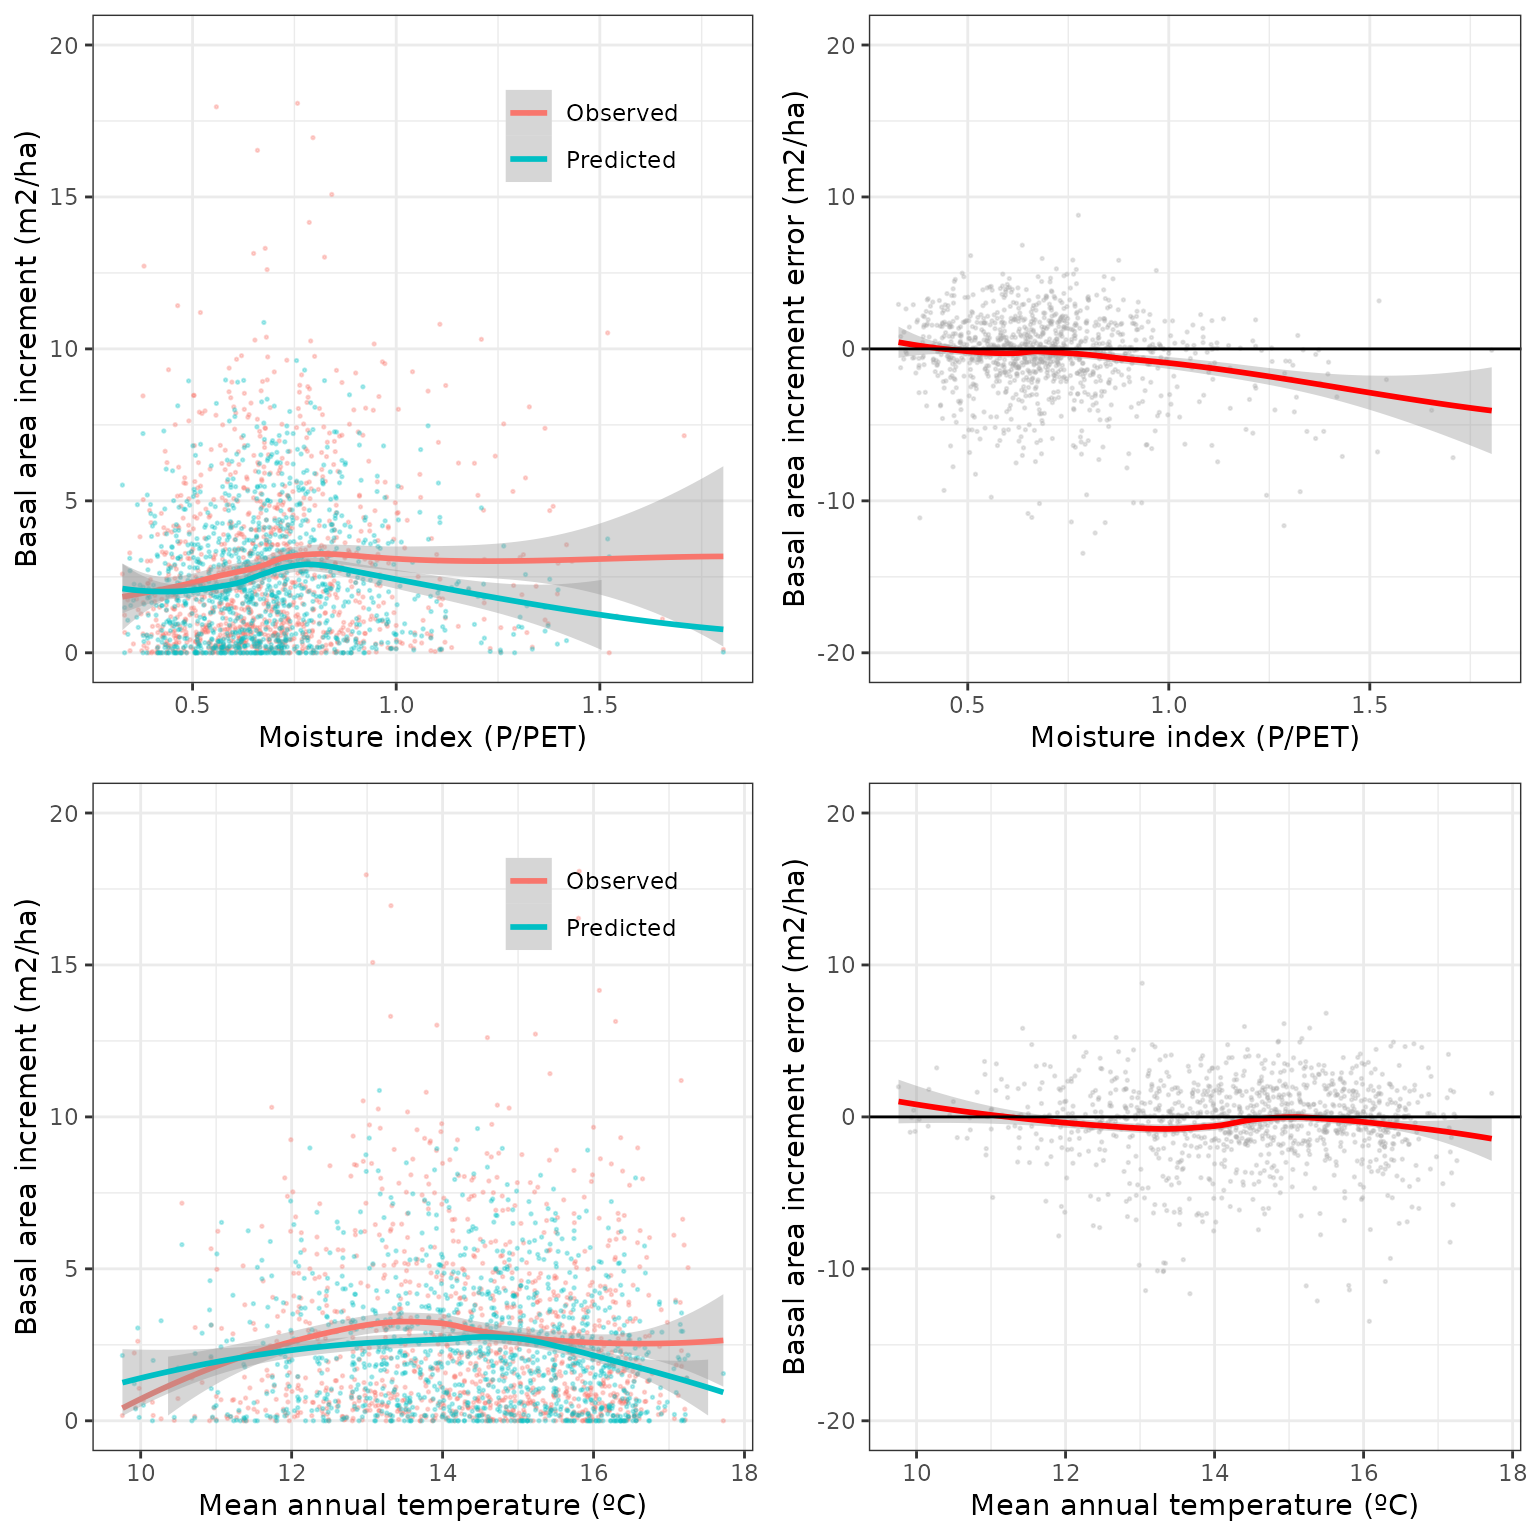 Basal area increment (m2/ha)
20
15
10
5
0
Observed
Predicted
0.5 1.0 1.5
Moisture index (P/PET)
Basal area increment error (m2/ha)
20
10
0
-10
-20
0.5 1.0 1.5
Moisture index (P/PET)
Basal area increment (m2/ha)
20
15
10
5
0
Observed
Predicted
10 12 14 16 18
Mean annual temperature (ºC)
Basal area increment error (m2/ha)
20
10
0
-10
-20
10 12 14 16 18
Mean annual temperature (ºC)